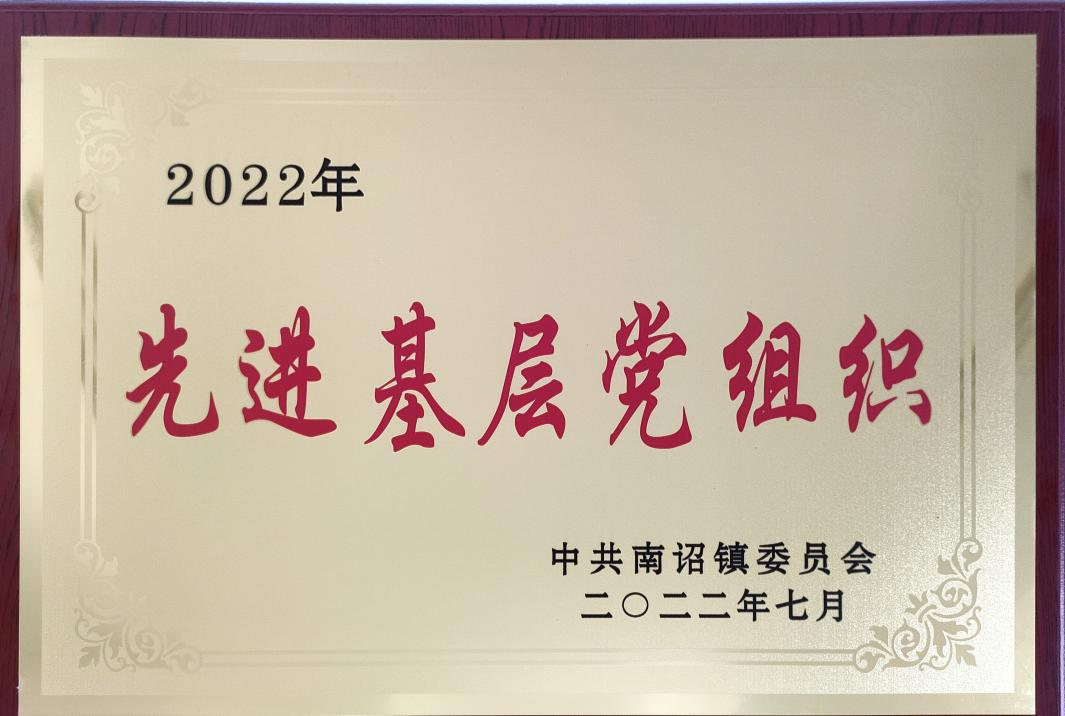 2022年
先进基层党组织
中共南诏镇委员会
二〇二二年七月